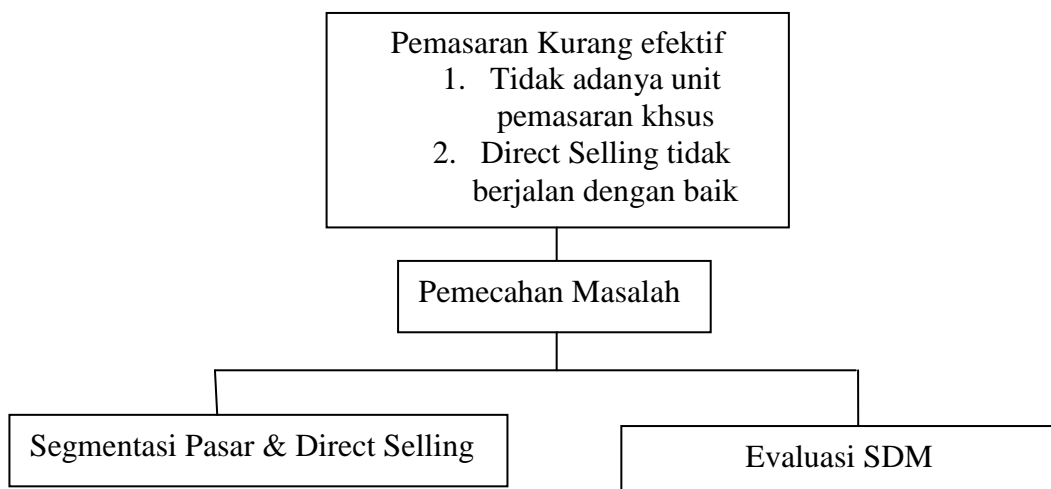 Pemasaran Kurang efektif
1. Tidak adanya unit
pemasaran khsus
2. Direct Selling tidak
berjalan dengan baik
Pemecahan Masalah
Segmentasi Pasar & Direct Selling
Evaluasi SDM